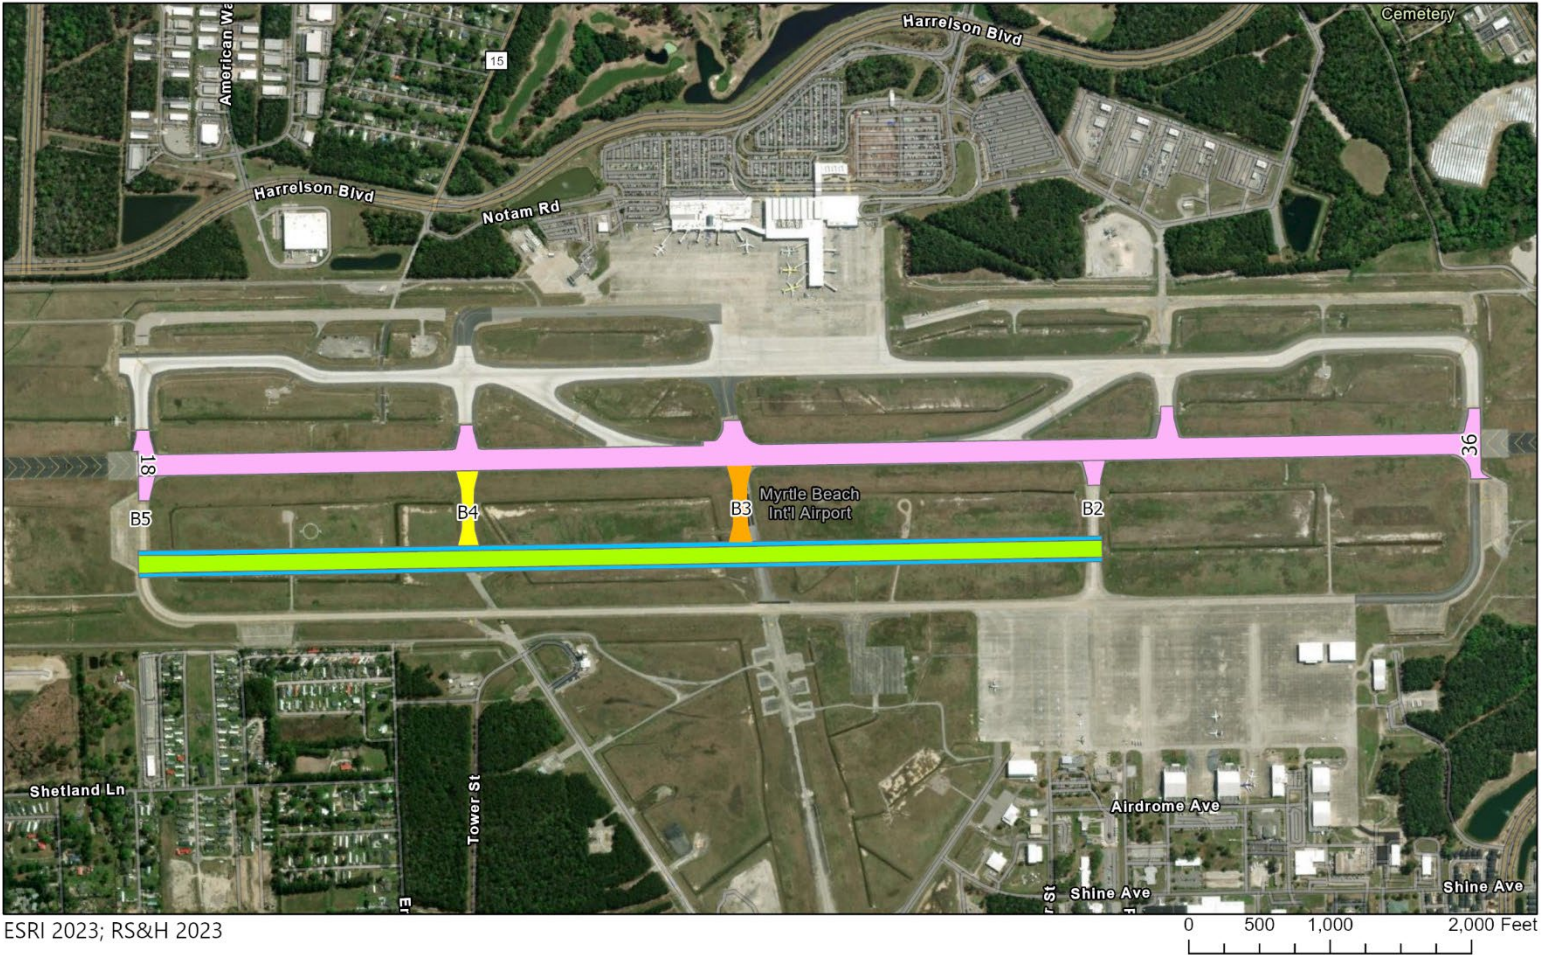 Harrelson Blvd
Cemetery
American Wa
15
Harrelson Blvd
Notam Rd
18
36
B5
B4
B3
Myrtle Beach
Int'l Airport
B2
Shetland Ln
Tower St
Airdrome Ave
Er
r St
Shine Ave
Shine Ave
F
ESRI 2023; RS&H 2023
0 500 1,000 2,000 Feet